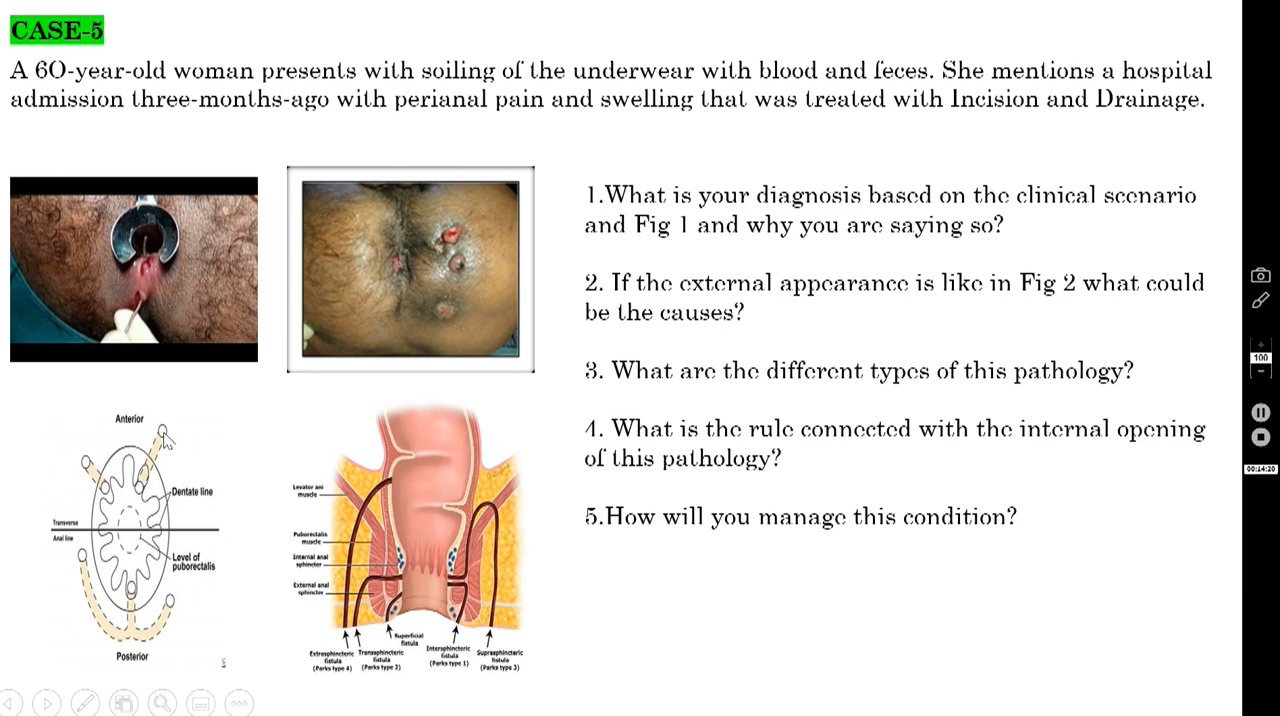 CASE-5
A 60-year-old woman presents with soiling of the underwear with blood and feces. She mentions a hospital
admission three-months-ago with perianal pain and swelling that was treated with Incision and Drainage.
1.What is your diagnosis based on the clinical scenario
and Fig 1 and why you are saying so?
2. If the external appearance is like in Fig 2 what could
be the causes?
3. What are the different types of this pathology?
4. What is the rule connected with the internal opening
of this pathology?
5.How will you manage this condition?
Anterior
Dentate line
Transverse
Anal line
Level of
puborectalis
Posterior
Levator ani
muscle
Puborectalis
muscle
Internal anal
sphincter
External anal
sphincter
Superficial
fistula
Extrasphincteric
fistula
(Parks type 4)
Transsphincteric
fistula
(Parks type 2)
Intersphincteric
fistula
(Parks type 1)
Suprasphincteric
fistula
(Parks type 3)
100
00:14:20